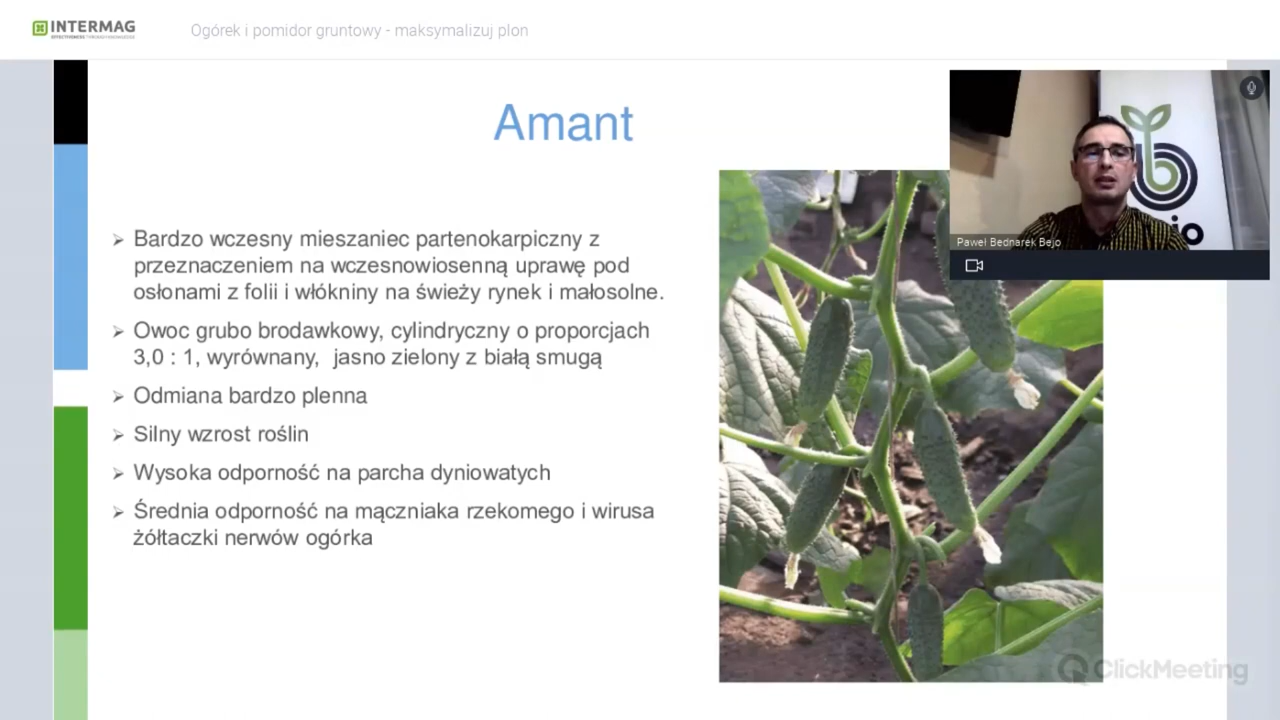 INTERMAG
Ogórek i pomidor gruntowy - maksymalizuj plon
Amant
Paweł Bednarek Bejo
Bardzo wczesny mieszaniec partenokarpiczny z
przeznaczeniem na wczesnowiosenną uprawę pod
osłonami z folii i włókniny na świeży rynek i małosolne.
Owoc grubo brodawkowy, cylindryczny o proporcjach
3,0 : 1, wyrównany, jasno zielony z białą smugą
Odmiana bardzo plenna
Silny wzrost roślin
Wysoka odporność na parcha dyniowatych
Średnia odporność na mączniaka rzekomego i wirusa
żółtaczki nerwów ogórka
ClickMeeting